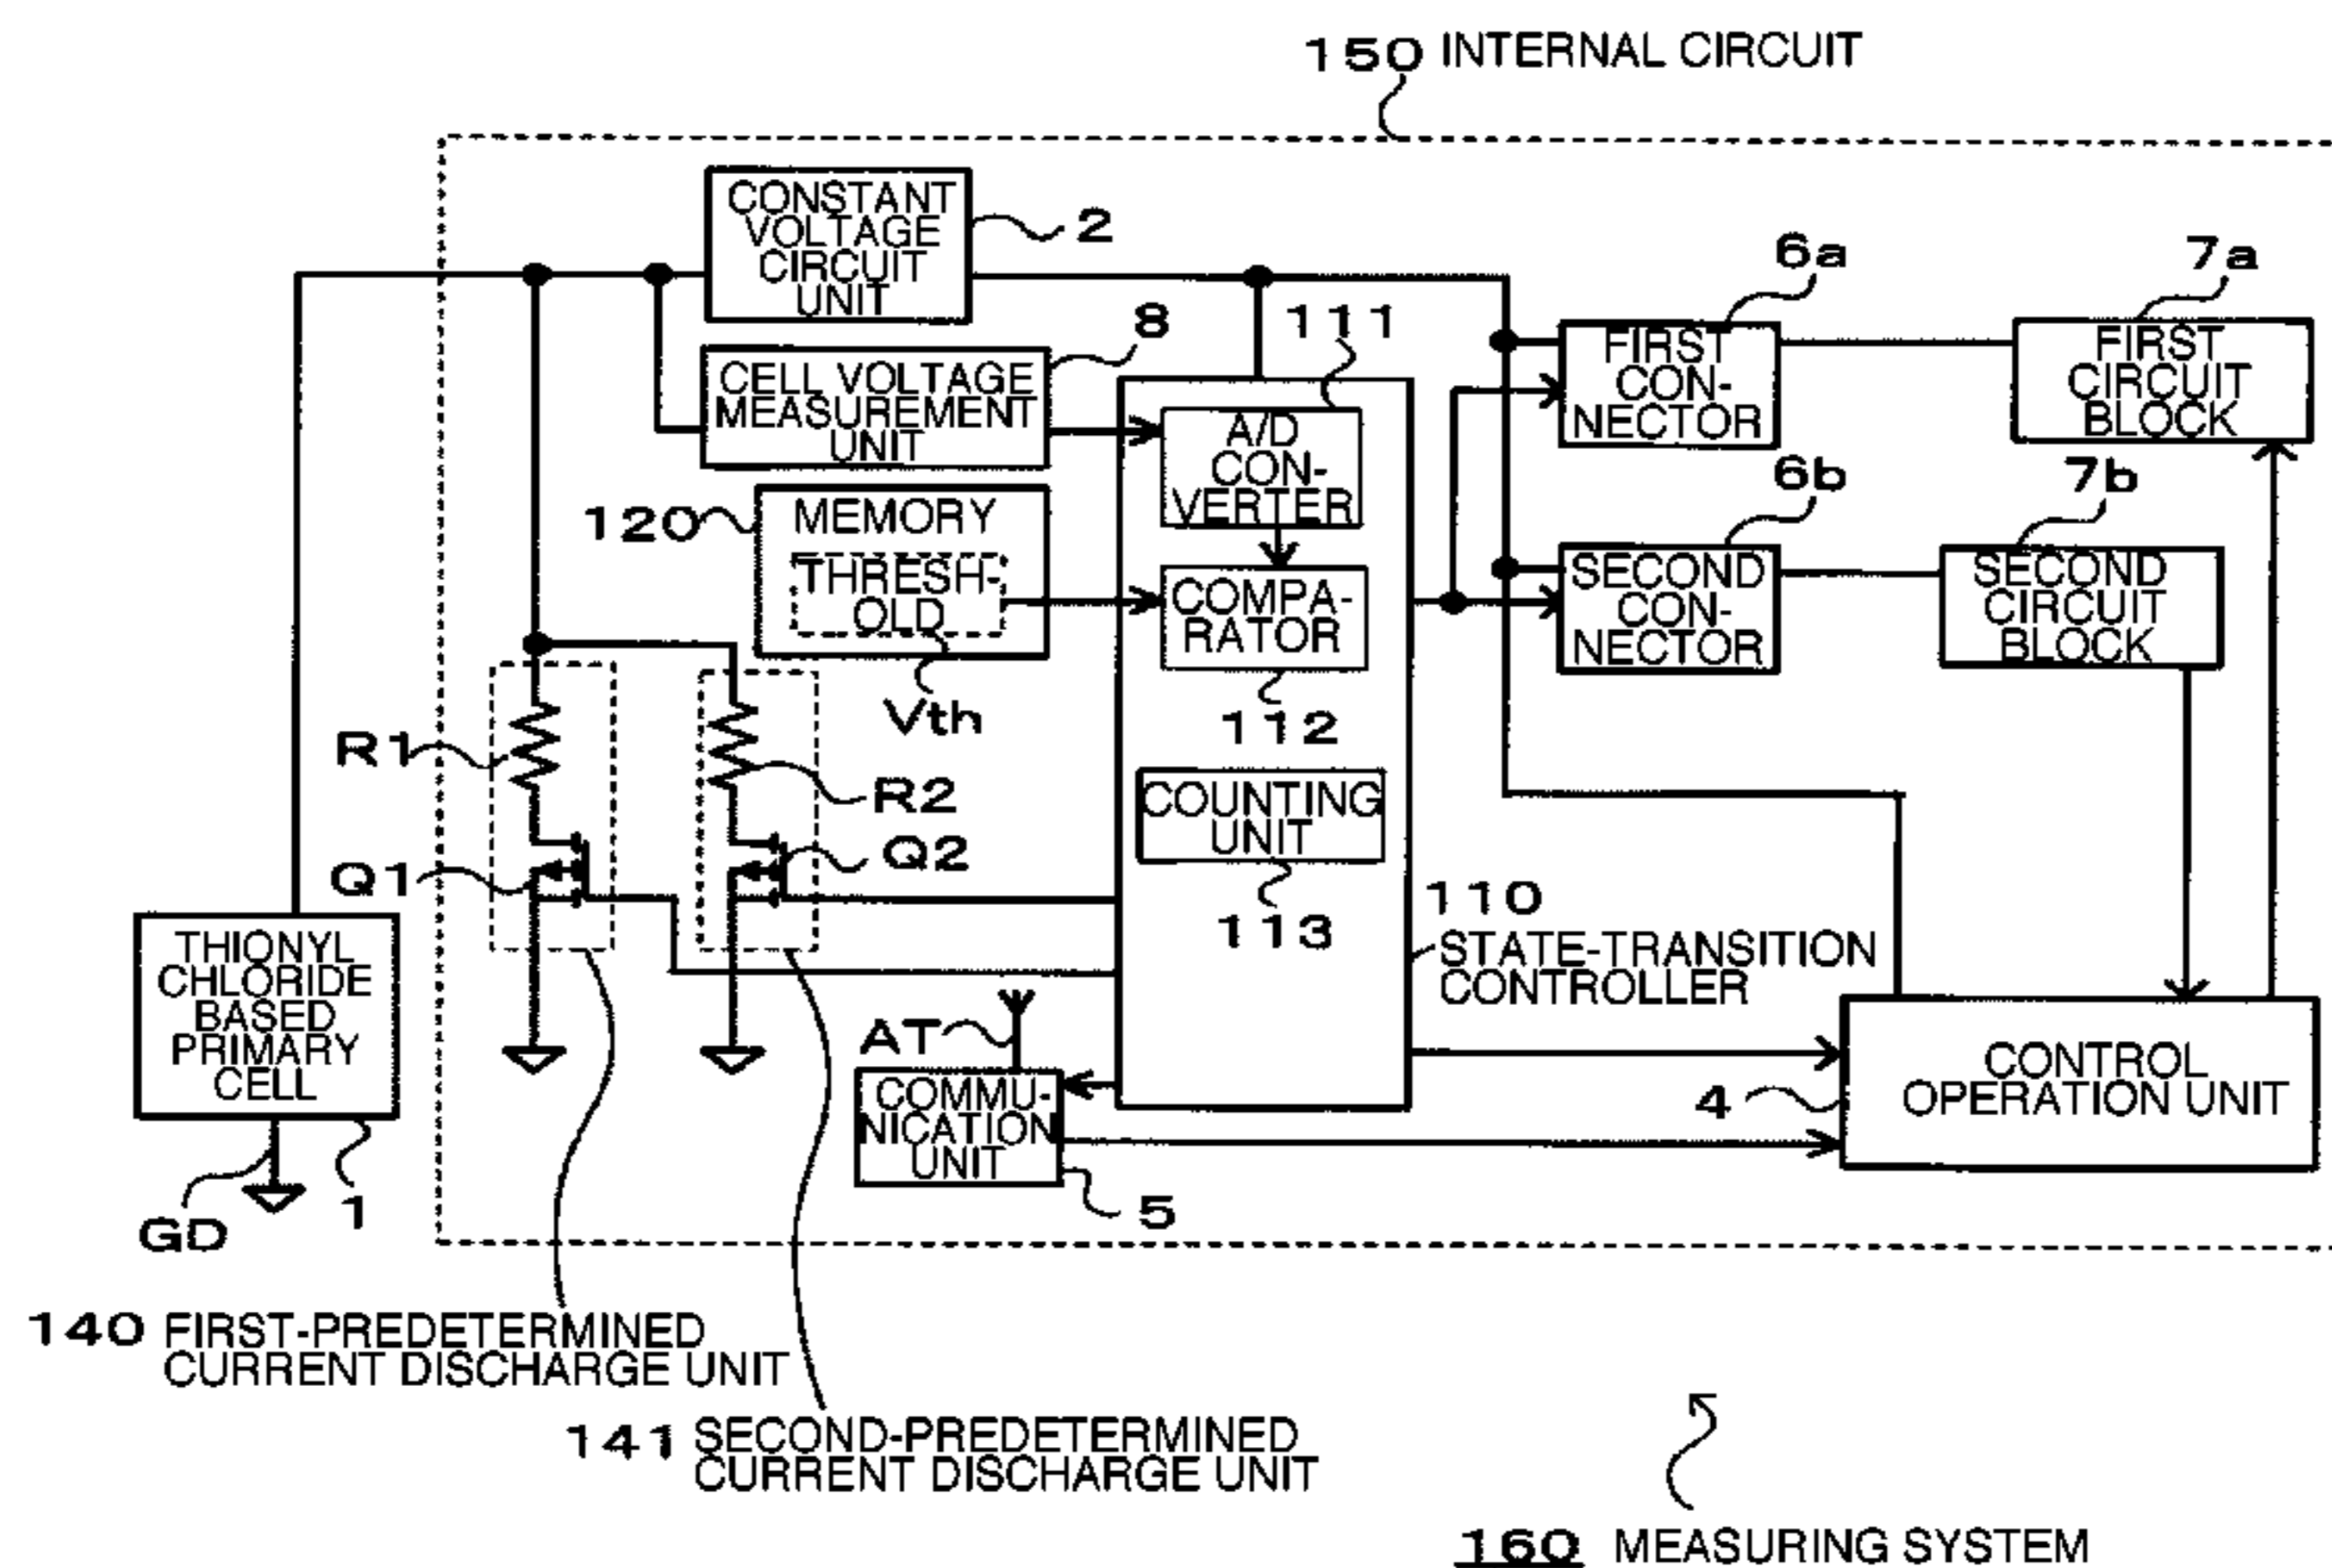 150 INTERNAL CIRCUIT
CONSTANT
VOLTAGE
CIRCUIT
UNIT
2
CELL VOLTAGE
MEASUREMENT
UNIT
8
111
6a
7a
FIRST
CON-
NECTOR
FIRST
CIRCUIT
BLOCK
A/D
CON-
VERTER
120
MEMORY
THRESH-
OLD
Vth
COMPA-
RATOR
112
6b
7b
SECOND
CON-
NECTOR
SECOND
CIRCUIT
BLOCK
R1
R2
Q1
Q2
COUNTING
UNIT
113
110
STATE-TRANSITION
CONTROLLER
THIONYL
CHLORIDE
BASED
PRIMARY
CELL
GD
1
AT
COMMU-
NICATION
UNIT
5
4
CONTROL
OPERATION UNIT
140 FIRST-PREDETERMINED
CURRENT DISCHARGE UNIT
141 SECOND-PREDETERMINED
CURRENT DISCHARGE UNIT
160 MEASURING SYSTEM